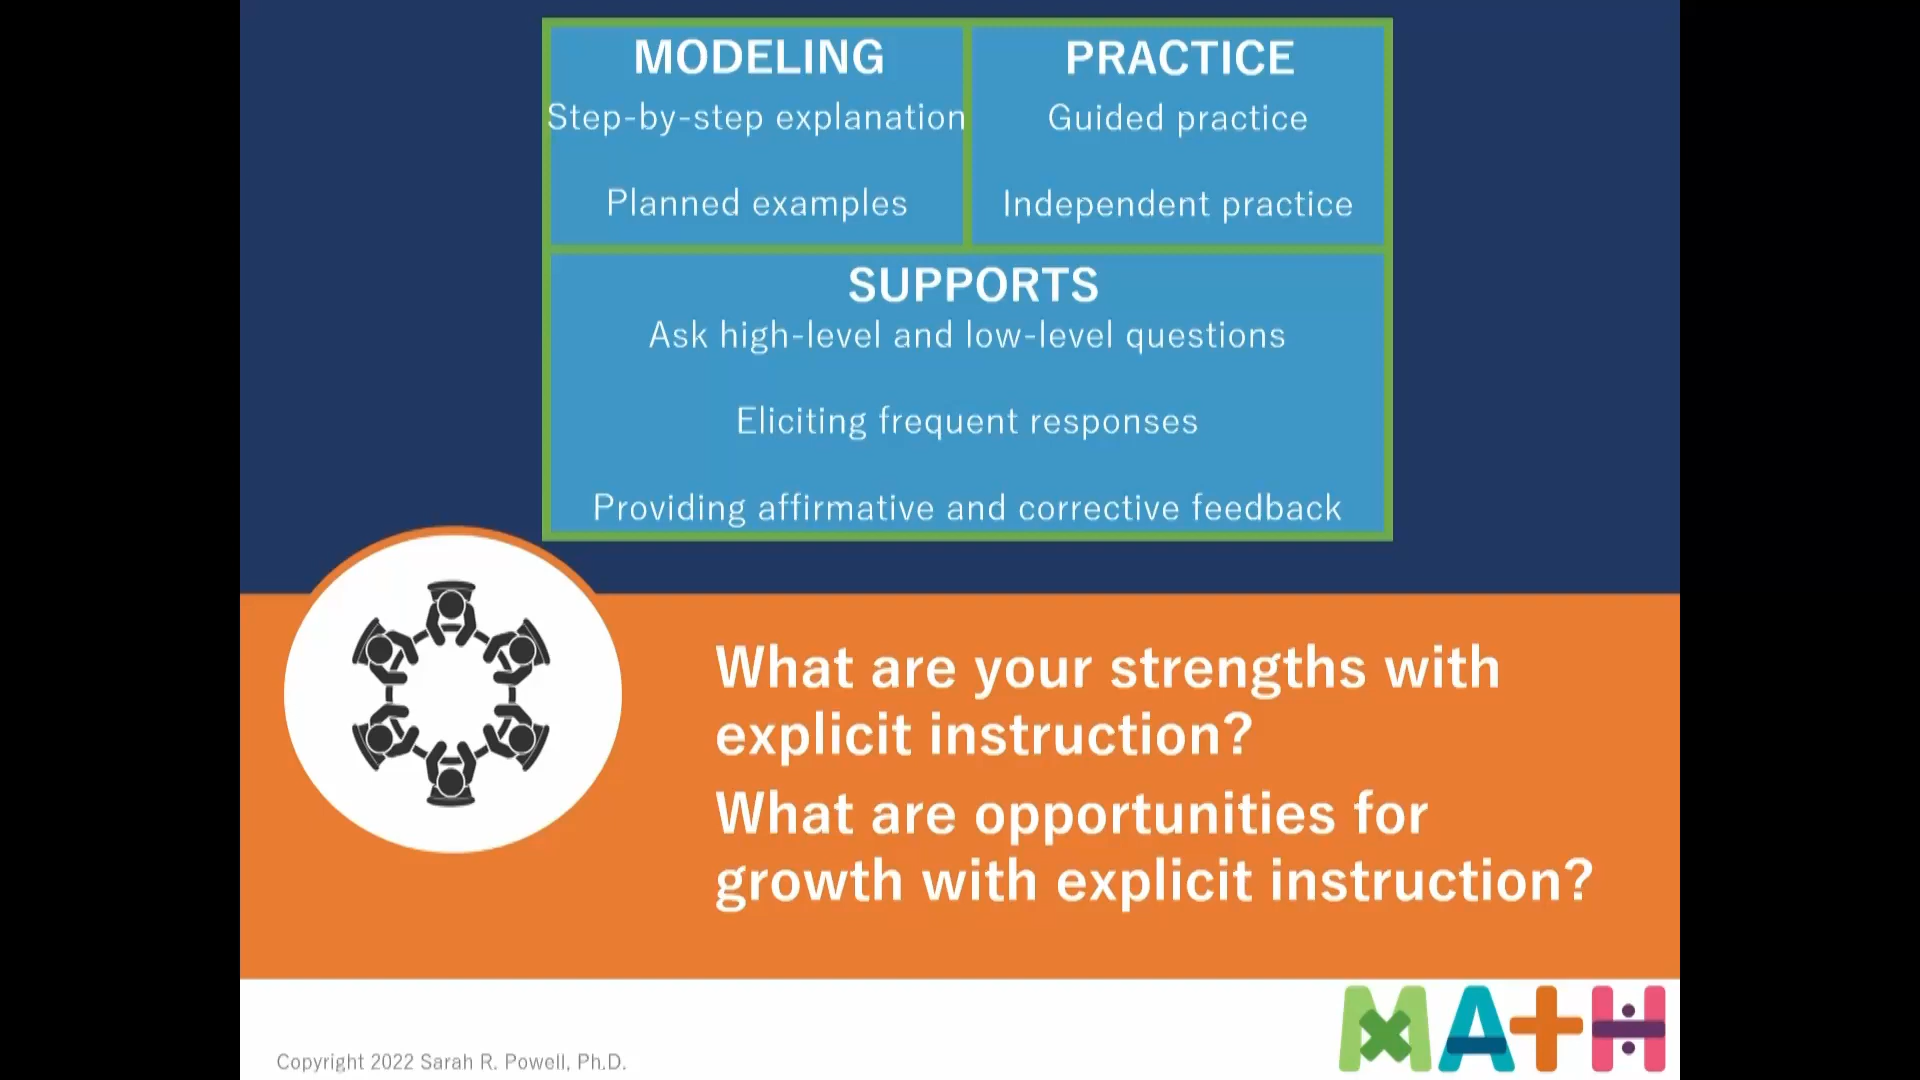 MODELING
Step-by-step explanation
Planned examples
PRACTICE
Guided practice
Independent practice
SUPPORTS
Ask high-level and low-level questions
Eliciting frequent responses
Providing affirmative and corrective feedback
What are your strengths with
explicit instruction?
What are opportunities for
growth with explicit instruction?
Copyright 2022 Sarah R. Powell, Ph.D.
MATH